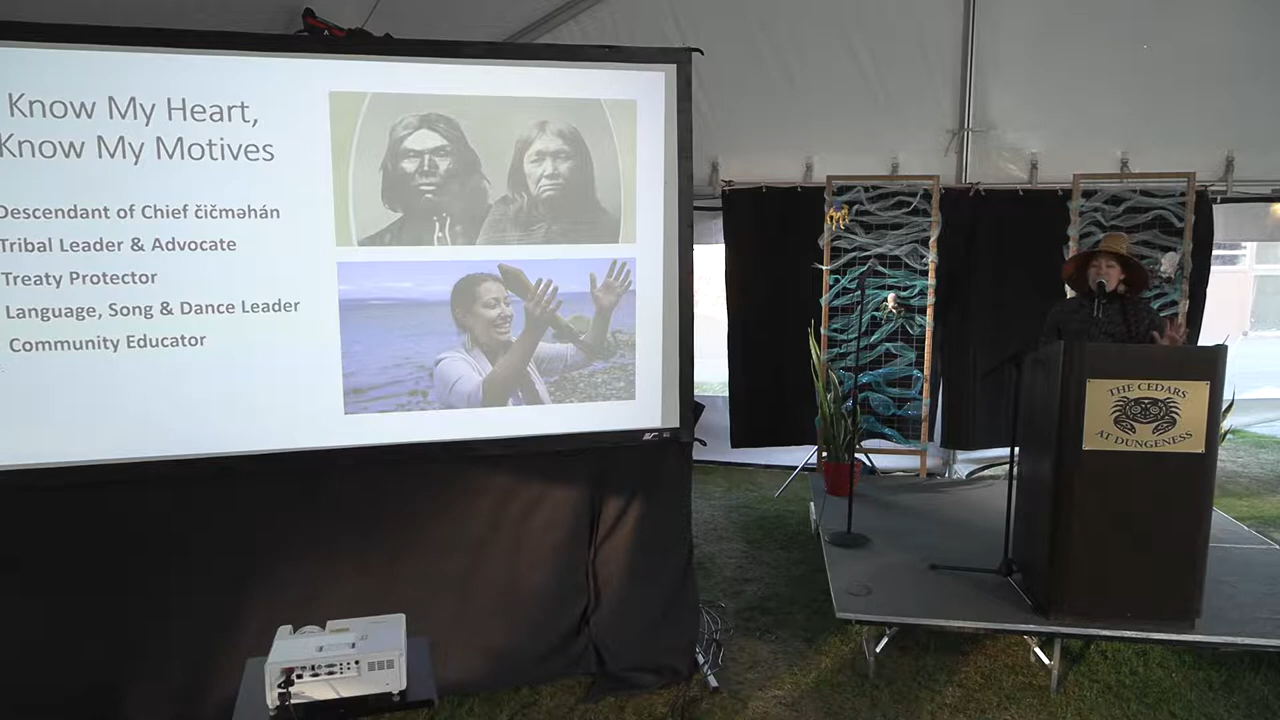 Know My Heart,
Know My Motives
Descendant of Chief čičməhán
Tribal Leader & Advocate
Treaty Protector
Language, Song & Dance Leader
Community Educator
THE CEDARS
AT DUNGENESS